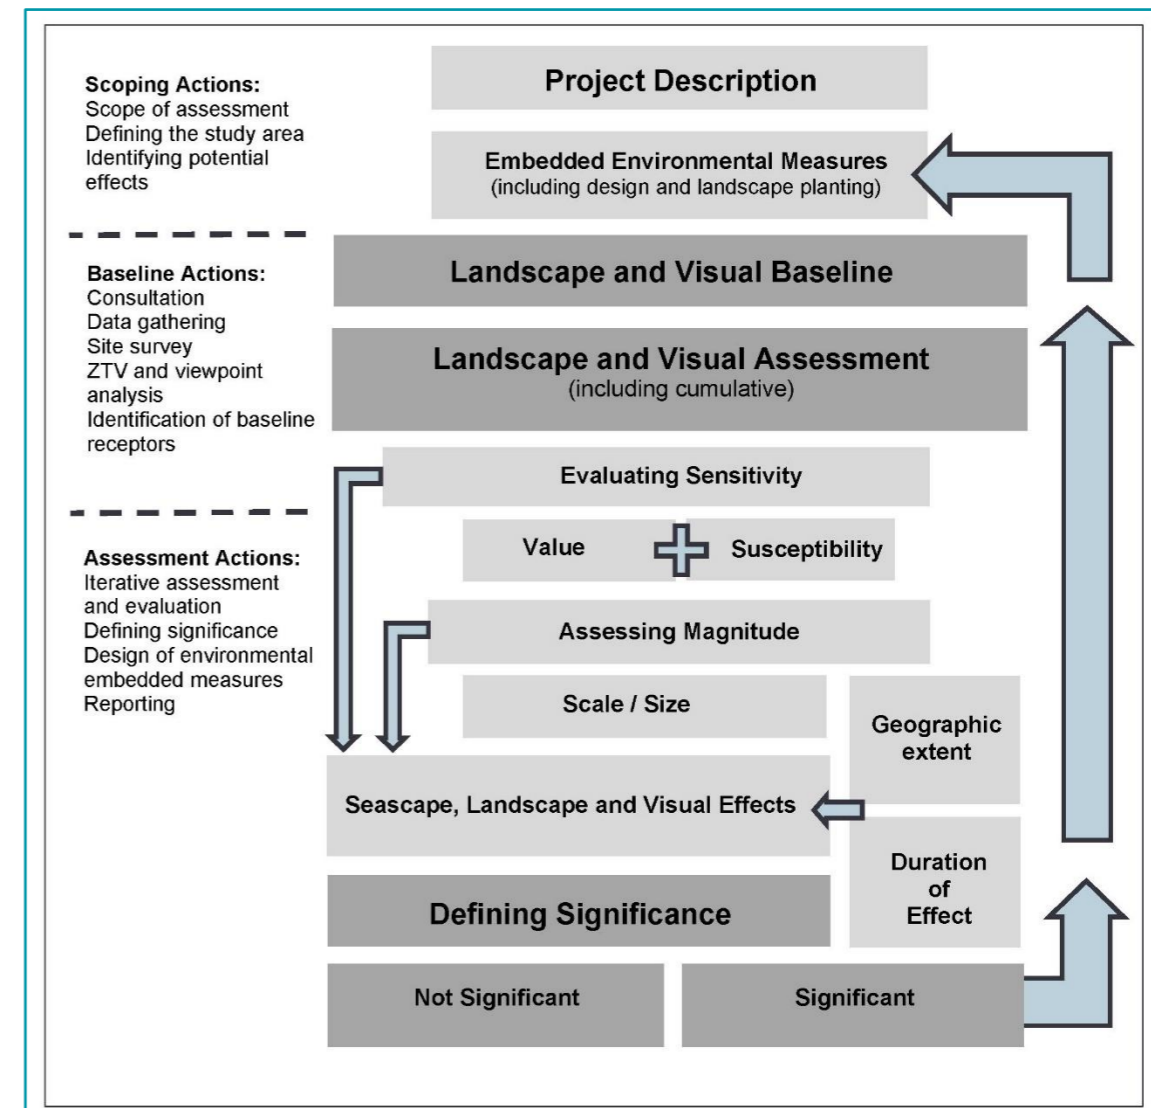 Scoping Actions:
Scope of assessment
Defining the study area
Identifying potential
effects
Project Description
Embedded Environmental Measures
(including design and landscape planting)
Baseline Actions:
Consultation
Data gathering
Site survey
ZTV and viewpoint
analysis
Identification of baseline
receptors
Landscape and Visual Baseline
Landscape and Visual Assessment
(including cumulative)
Assessment Actions:
Iterative assessment
and evaluation
Defining significance
Design of environmental
embedded measures
Reporting
Evaluating Sensitivity
Value
Susceptibility
Assessing Magnitude
Scale / Size
Geographic
extent
Seascape, Landscape and Visual Effects
Duration
of
Effect
Defining Significance
Not Significant
Significant